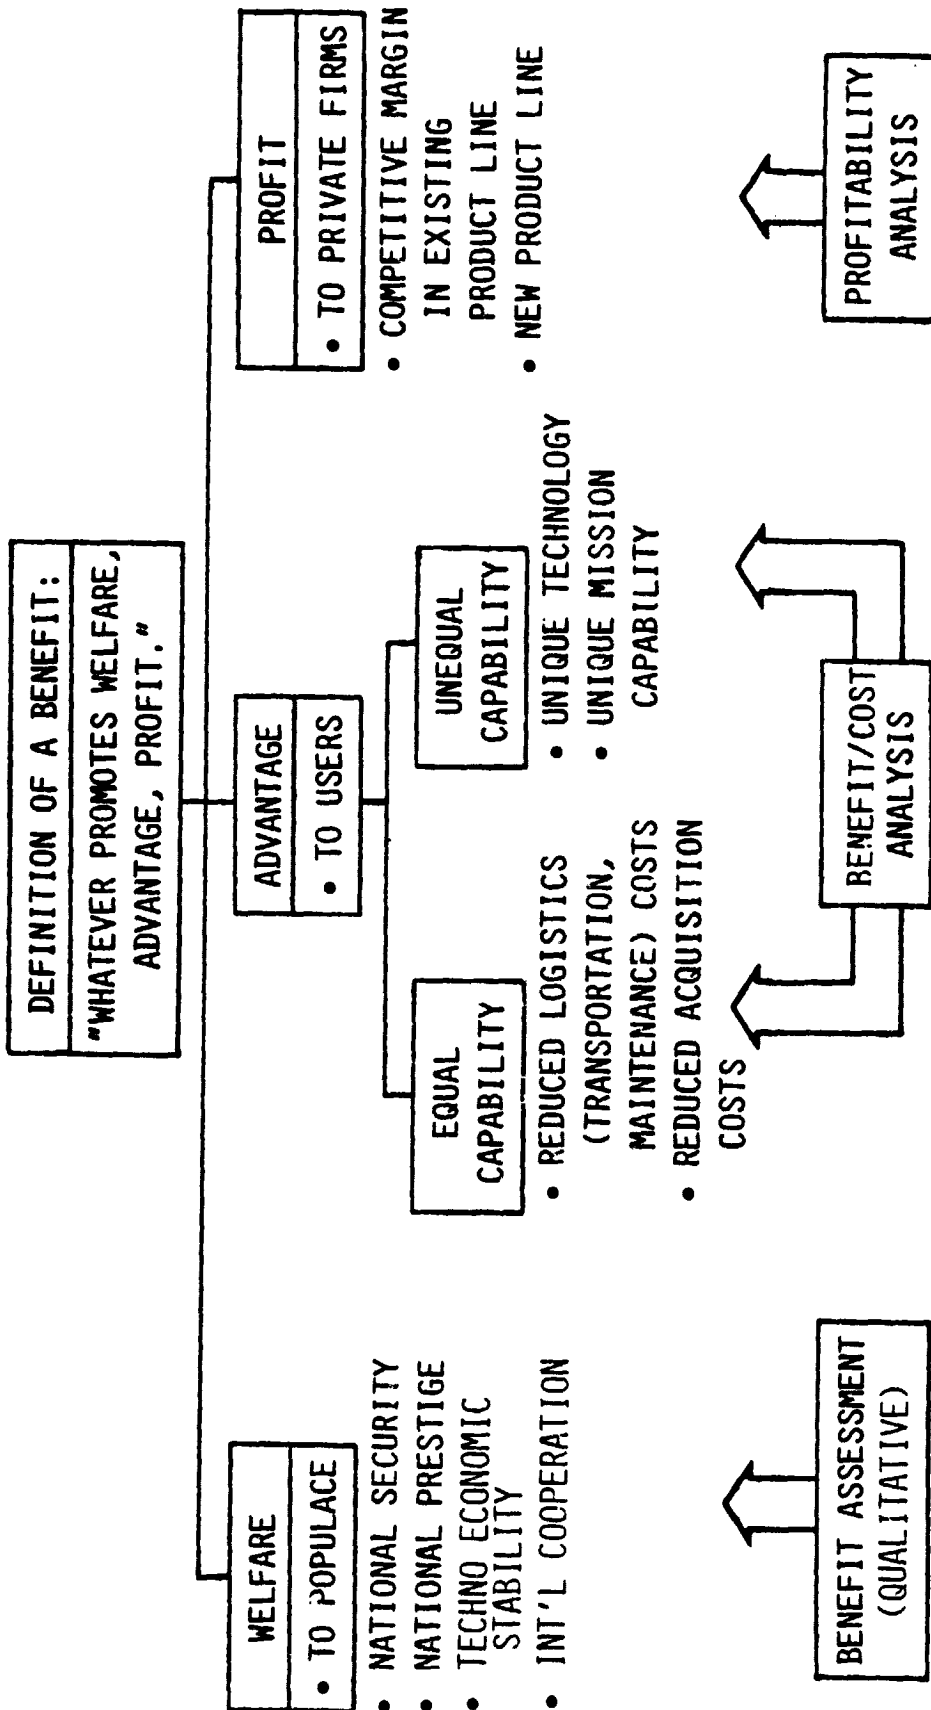 DEFINITION OF A BENEFIT:
"WHATEVER PROMOTES WELFARE,
ADVANTAGE, PROFIT."
WELFARE
• TO POPULACE
• NATIONAL SECURITY
• NATIONAL PRESTIGE
• TECHNO ECONOMIC
STABILITY
• INT'L COOPERATION
BENEFIT ASSESSMENT
(QUALITATIVE)
ADVANTAGE
• TO USERS
EQUAL
CAPABILITY
• REDUCED LOGISTICS
(TRANSPORTATION,
MAINTENANCE) COSTS
• REDUCED ACQUISITION
COSTS
UNEQUAL
CAPABILITY
• UNIQUE TECHNOLOGY
• UNIQUE MISSION
CAPABILITY
BENEFIT/COST
ANALYSIS
PROFIT
• TO PRIVATE FIRMS
• COMPETITIVE MARGIN
IN EXISTING
PRODUCT LINE
• NEW PRODUCT LINE
PROFITABILITY
ANALYSIS